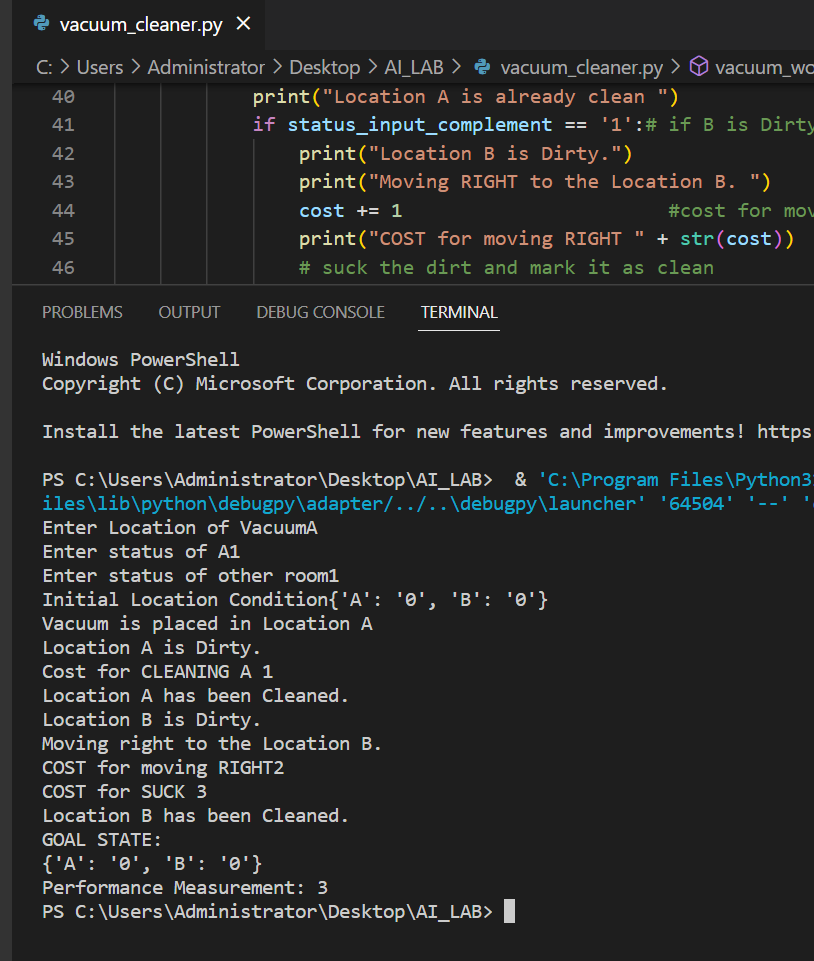 vacuum_cleaner.py ×
C: > Users > Administrator > Desktop > AI_LAB > vacuum_cleaner.py > vacuum_wo
40 print("Location A is already clean ")
41 if status_input_complement == '1':# if B is Dirty
42 print("Location B is Dirty.")
43 print("Moving RIGHT to the Location B. ")
44 cost += 1 #cost for mov
45 print("COST for moving RIGHT " + str(cost))
46 # suck the dirt and mark it as clean
PROBLEMS OUTPUT DEBUG CONSOLE TERMINAL
Windows PowerShell
Copyright (C) Microsoft Corporation. All rights reserved.
Install the latest PowerShell for new features and improvements! https
PS C:\Users\Administrator\Desktop\AI_LAB>  & 'C:\Program Files\Python3
iles\lib\python\debugpy\adapter/../..\debugpy\launcher' '64504' '--' '
Enter Location of VacuumA
Enter status of A1
Enter status of other room1
Initial Location Condition{'A': '0', 'B': '0'}
Vacuum is placed in Location A
Location A is Dirty.
Cost for CLEANING A 1
Location A has been Cleaned.
Location B is Dirty.
Moving right to the Location B.
COST for moving RIGHT2
COST for SUCK 3
Location B has been Cleaned.
GOAL STATE:
{'A': '0', 'B': '0'}
Performance Measurement: 3
PS C:\Users\Administrator\Desktop\AI_LAB>